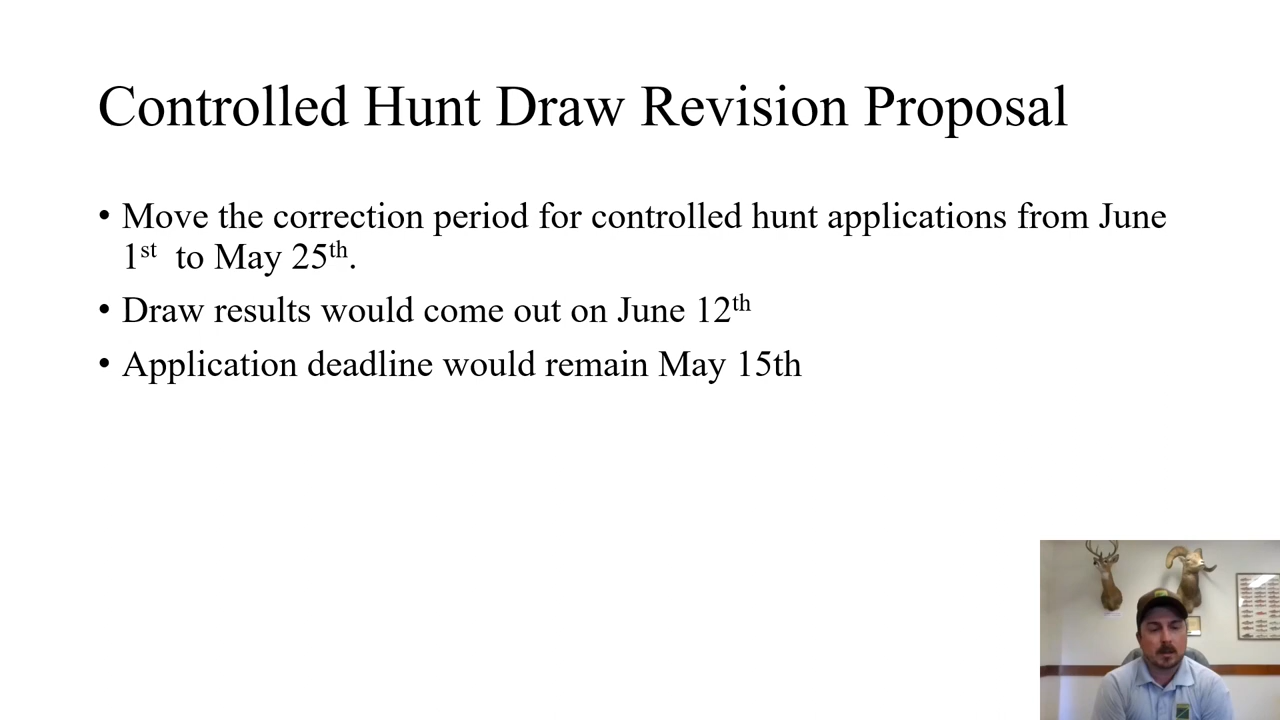 Controlled Hunt Draw Revision Proposal
• Move the correction period for controlled hunt applications from June
1st to May 25th.
• Draw results would come out on June 12th
• Application deadline would remain May 15th